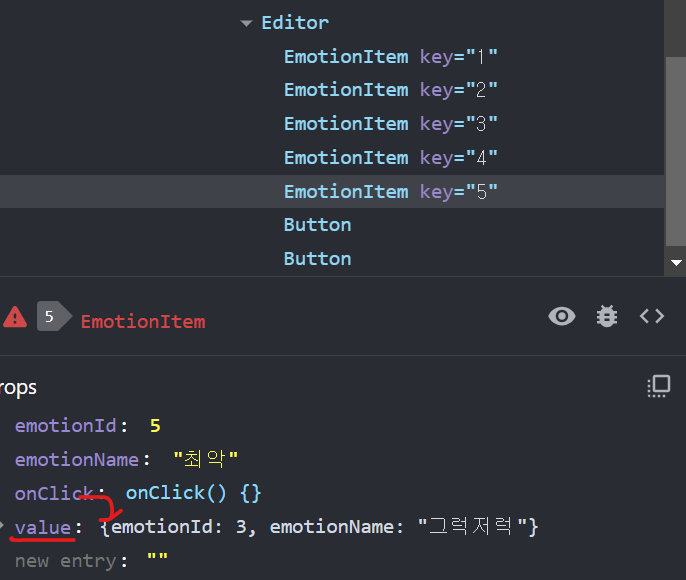 Editor
EmotionItem key="1"
EmotionItem key="2"
EmotionItem key="3"
EmotionItem key="4"
EmotionItem key="5"
Button
Button
5 EmotionItem
rops
emotionId: 5
emotionName: "최악"
onClick: onClick() {}
value: {emotionId: 3, emotionName: "그럭저럭"}
new entry: ""